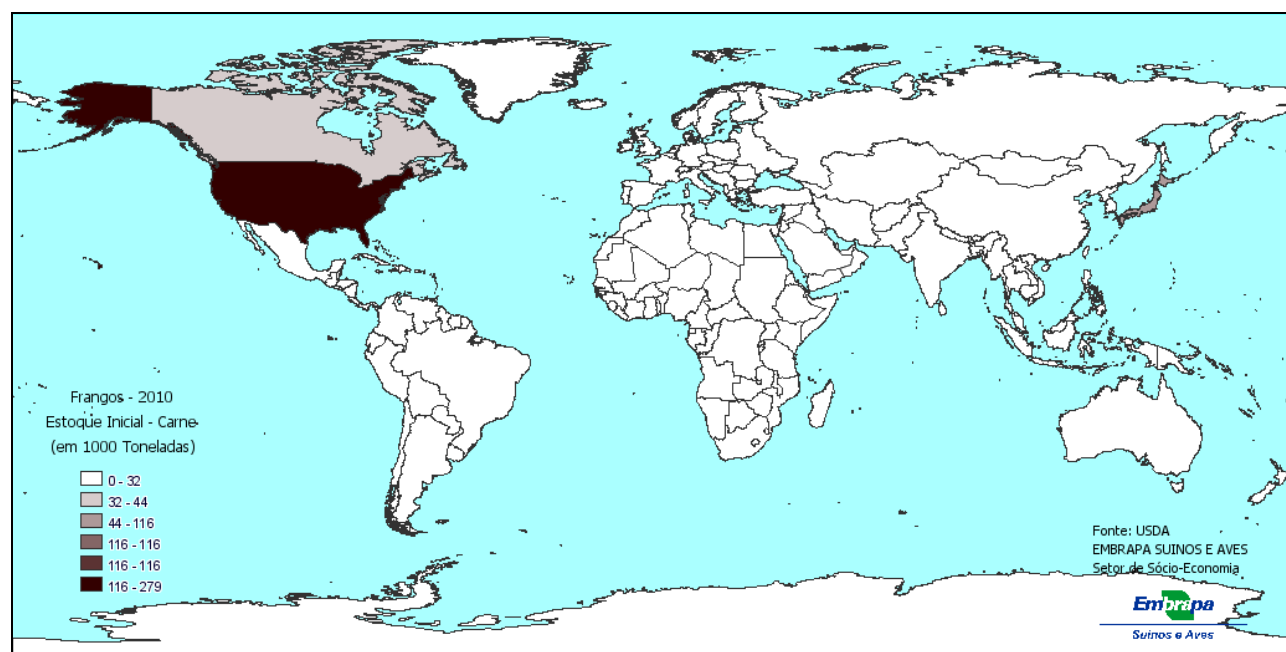 Frangos - 2010
Estoque Inicial - Carne
(em 1000 Toneladas)
0 - 32
32 - 44
44 - 116
116 - 116
116 - 116
116 - 279
Fonte: USDA
EMBRAPA SUINOS E AVES
Setor de Sócio-Economia
Embrapa
Suínos e Aves